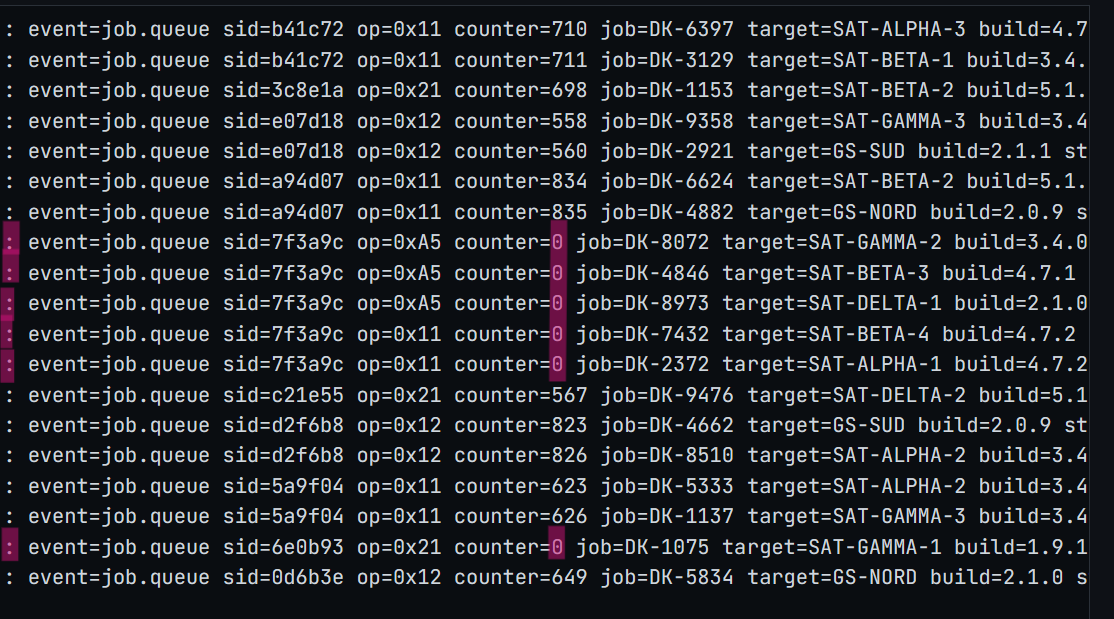 : event=job.queue sid=b41c72 op=0x11 counter=710 job=DK-6397 target=SAT-ALPHA-3 build=4.7
: event=job.queue sid=b41c72 op=0x11 counter=711 job=DK-3129 target=SAT-BETA-1 build=3.4.
: event=job.queue sid=3c8e1a op=0x21 counter=698 job=DK-1153 target=SAT-BETA-2 build=5.1.
: event=job.queue sid=e07d18 op=0x12 counter=558 job=DK-9358 target=SAT-GAMMA-3 build=3.4
: event=job.queue sid=e07d18 op=0x12 counter=560 job=DK-2921 target=GS-SUD build=2.1.1 st
: event=job.queue sid=a94d07 op=0x11 counter=834 job=DK-6624 target=SAT-BETA-2 build=5.1.
: event=job.queue sid=a94d07 op=0x11 counter=835 job=DK-4882 target=GS-NORD build=2.0.9 s
: event=job.queue sid=7f3a9c op=0xA5 counter=0 job=DK-8072 target=SAT-GAMMA-2 build=3.4.0
: event=job.queue sid=7f3a9c op=0xA5 counter=0 job=DK-4846 target=SAT-BETA-3 build=4.7.1
: event=job.queue sid=7f3a9c op=0xA5 counter=0 job=DK-8973 target=SAT-DELTA-1 build=2.1.0
: event=job.queue sid=7f3a9c op=0x11 counter=0 job=DK-7432 target=SAT-BETA-4 build=4.7.2
: event=job.queue sid=7f3a9c op=0x11 counter=0 job=DK-2372 target=SAT-ALPHA-1 build=4.7.2
: event=job.queue sid=c21e55 op=0x21 counter=567 job=DK-9476 target=SAT-DELTA-2 build=5.1
: event=job.queue sid=d2f6b8 op=0x12 counter=823 job=DK-4662 target=GS-SUD build=2.0.9 st
: event=job.queue sid=d2f6b8 op=0x12 counter=826 job=DK-8510 target=SAT-ALPHA-2 build=3.4
: event=job.queue sid=5a9f04 op=0x11 counter=623 job=DK-5333 target=SAT-ALPHA-2 build=3.4
: event=job.queue sid=5a9f04 op=0x11 counter=626 job=DK-1137 target=SAT-GAMMA-3 build=3.4
: event=job.queue sid=6e0b93 op=0x21 counter=0 job=DK-1075 target=SAT-GAMMA-1 build=1.9.1
: event=job.queue sid=0d6b3e op=0x12 counter=649 job=DK-5834 target=GS-NORD build=2.1.0 s